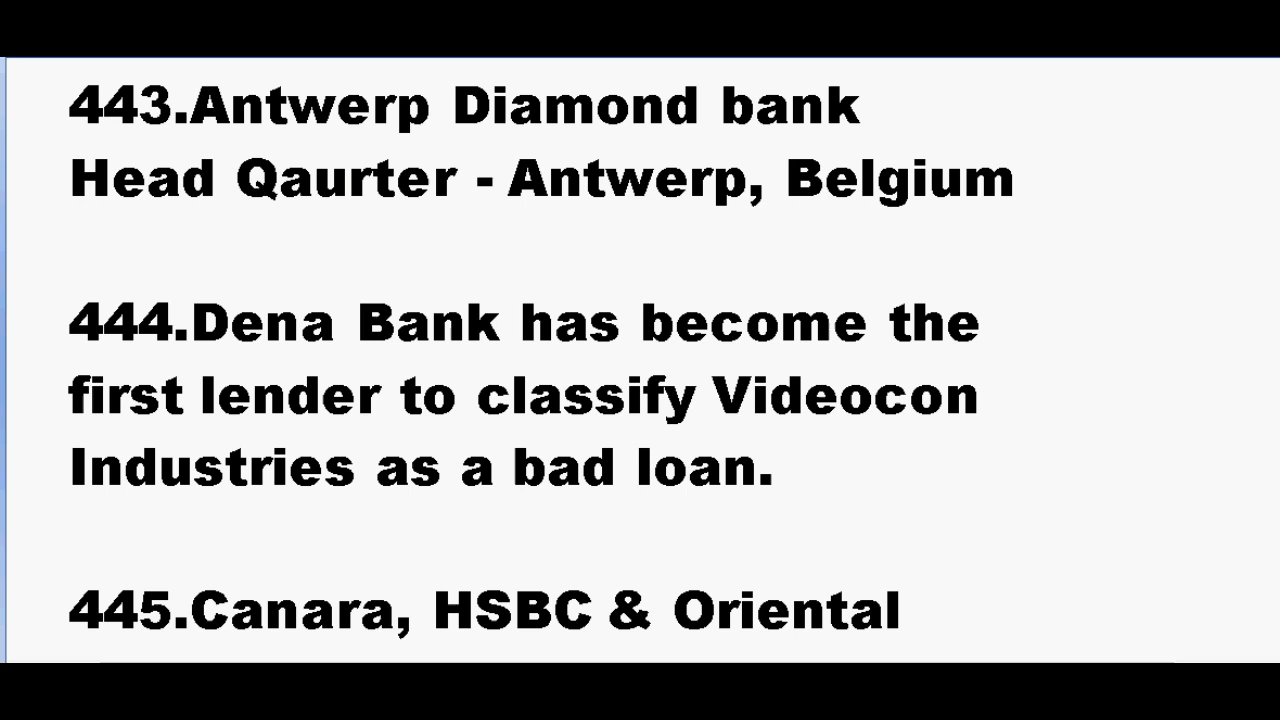 443.Antwerp Diamond bank
Head Qaurter - Antwerp, Belgium
444.Dena Bank has become the
first lender to classify Videocon
Industries as a bad loan.
445.Canara, HSBC & Oriental